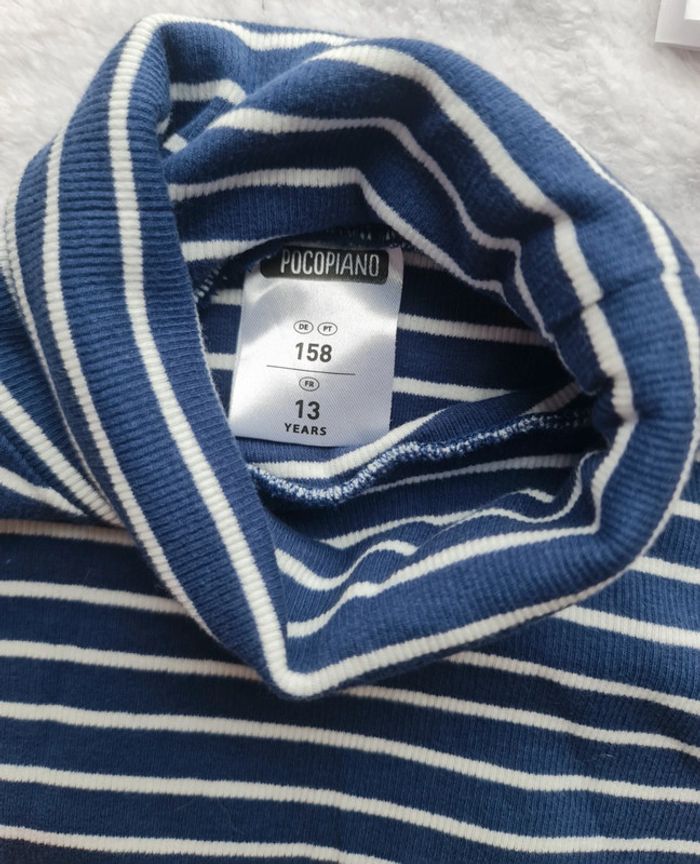 POCOPIANO
DE PT
158
FR
13
YEARS